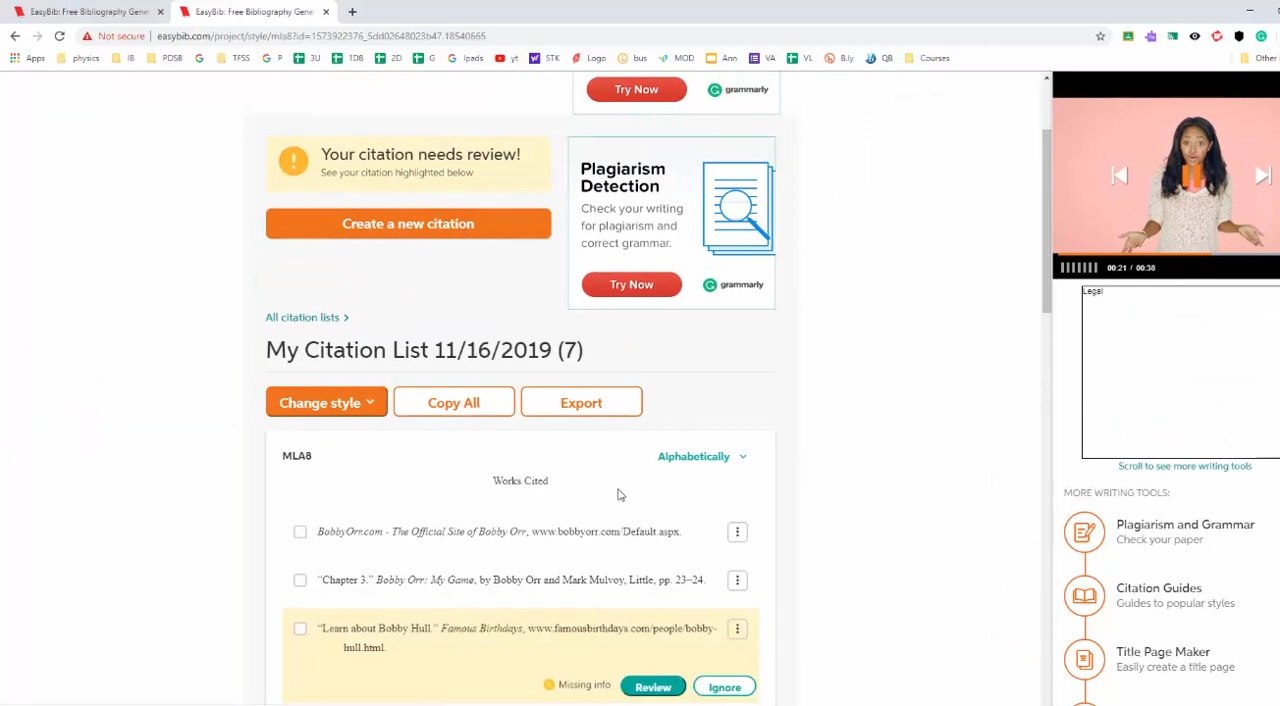 EasyBib: Free Bibliography Gene
EasyBib: Free Bibliography Gene
Not secure
easybib.com/project/style/mla8?id=1573922376_5dd02648023b47.18540665
Apps
physics
IB
PDSB
TFSS
P
3U
1DB
2D
G
Ipads
yt
STK
Logo
bus
MOD
Ann
VA
VL
B.ly
QB
Courses
Other
Try Now
grammarly
Your citation needs review!
See your citation highlighted below
Create a new citation
Plagiarism
Detection
Check your writing
for plagiarism and
correct grammar.
Try Now
grammarly
00:21 / 00:38
Legal
All citation lists
My Citation List 11/16/2019 (7)
Change style
Copy All
Export
MLA8
Alphabetically
Works Cited
BobbyOrr.com - The Official Site of Bobby Orr, www.bobbyorr.com/Default.aspx.
“Chapter 3.” Bobby Orr: My Game, by Bobby Orr and Mark Mulvoy, Little, pp. 23–24.
“Learn about Bobby Hull.” Famous Birthdays, www.famousbirthdays.com/people/bobby-
hull.html.
Missing info
Review
Ignore
Scroll to see more writing tools
MORE WRITING TOOLS:
Plagiarism and Grammar
Check your paper
Citation Guides
Guides to popular styles
Title Page Maker
Easily create a title page